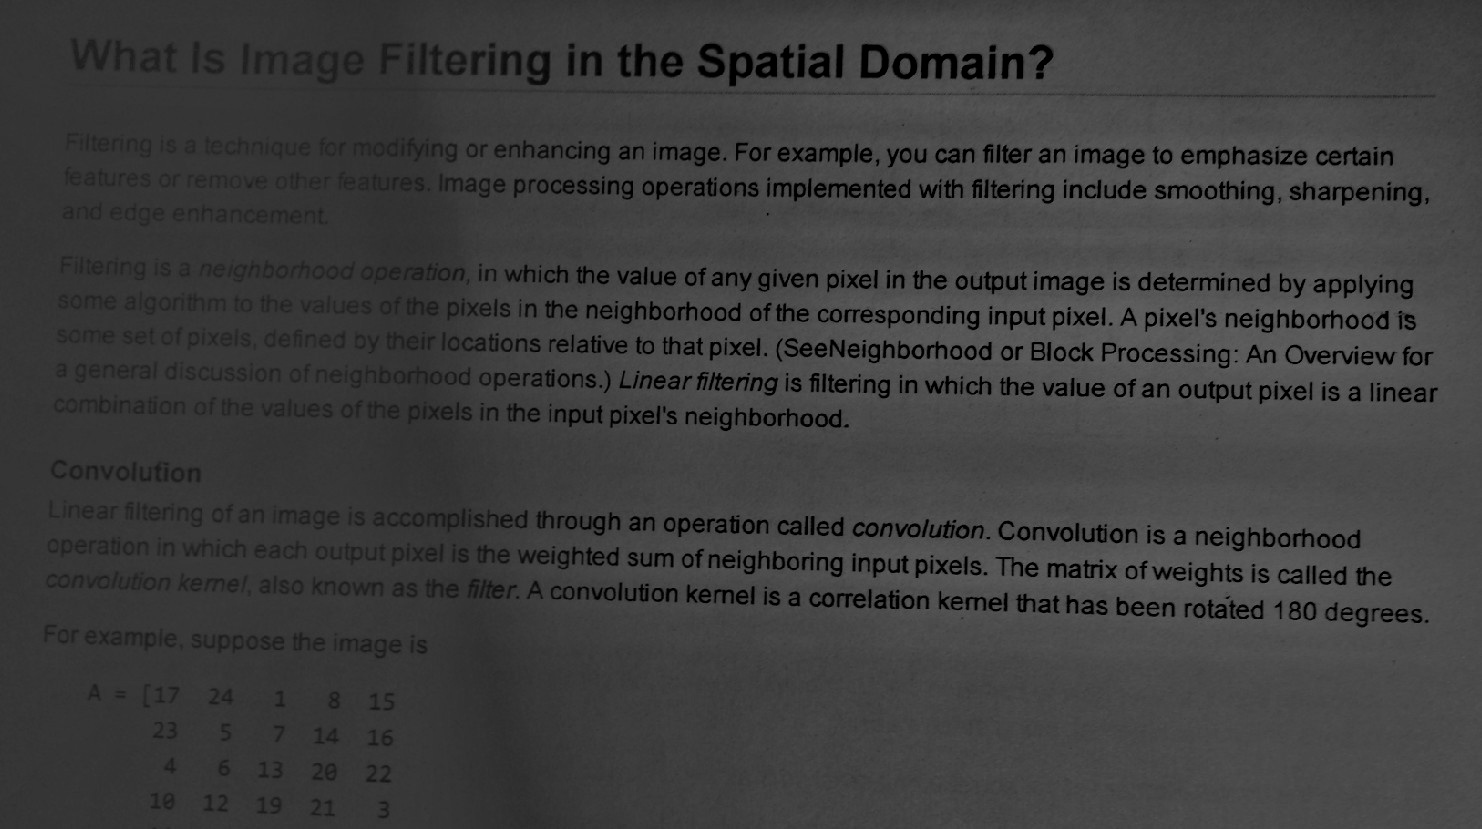 What Is Image Filtering in the Spatial Domain?
Filtering is a technique for modifying or enhancing an image. For example, you can filter an image to emphasize certain
features or remove other features. Image processing operations implemented with filtering include smoothing, sharpening,
and edge enhancement.
Filtering is a neighborhood operation, in which the value of any given pixel in the output image is determined by applying
some algorithm to the values of the pixels in the neighborhood of the corresponding input pixel. A pixel's neighborhood is
some set of pixels, defined by their locations relative to that pixel. (SeeNeighborhood or Block Processing: An Overview for
a general discussion of neighborhood operations.) Linear filtering is filtering in which the value of an output pixel is a linear
combination of the values of the pixels in the input pixel's neighborhood.
Convolution
Linear filtering of an image is accomplished through an operation called convolution. Convolution is a neighborhood
operation in which each output pixel is the weighted sum of neighboring input pixels. The matrix of weights is called the
convolution kernel, also known as the filter. A convolution kernel is a correlation kernel that has been rotated 180 degrees.
For example, suppose the image is
A = [17 24 1 8 15
23 5 7 14 16
4 6 13 20 22
10 12 19 21 3